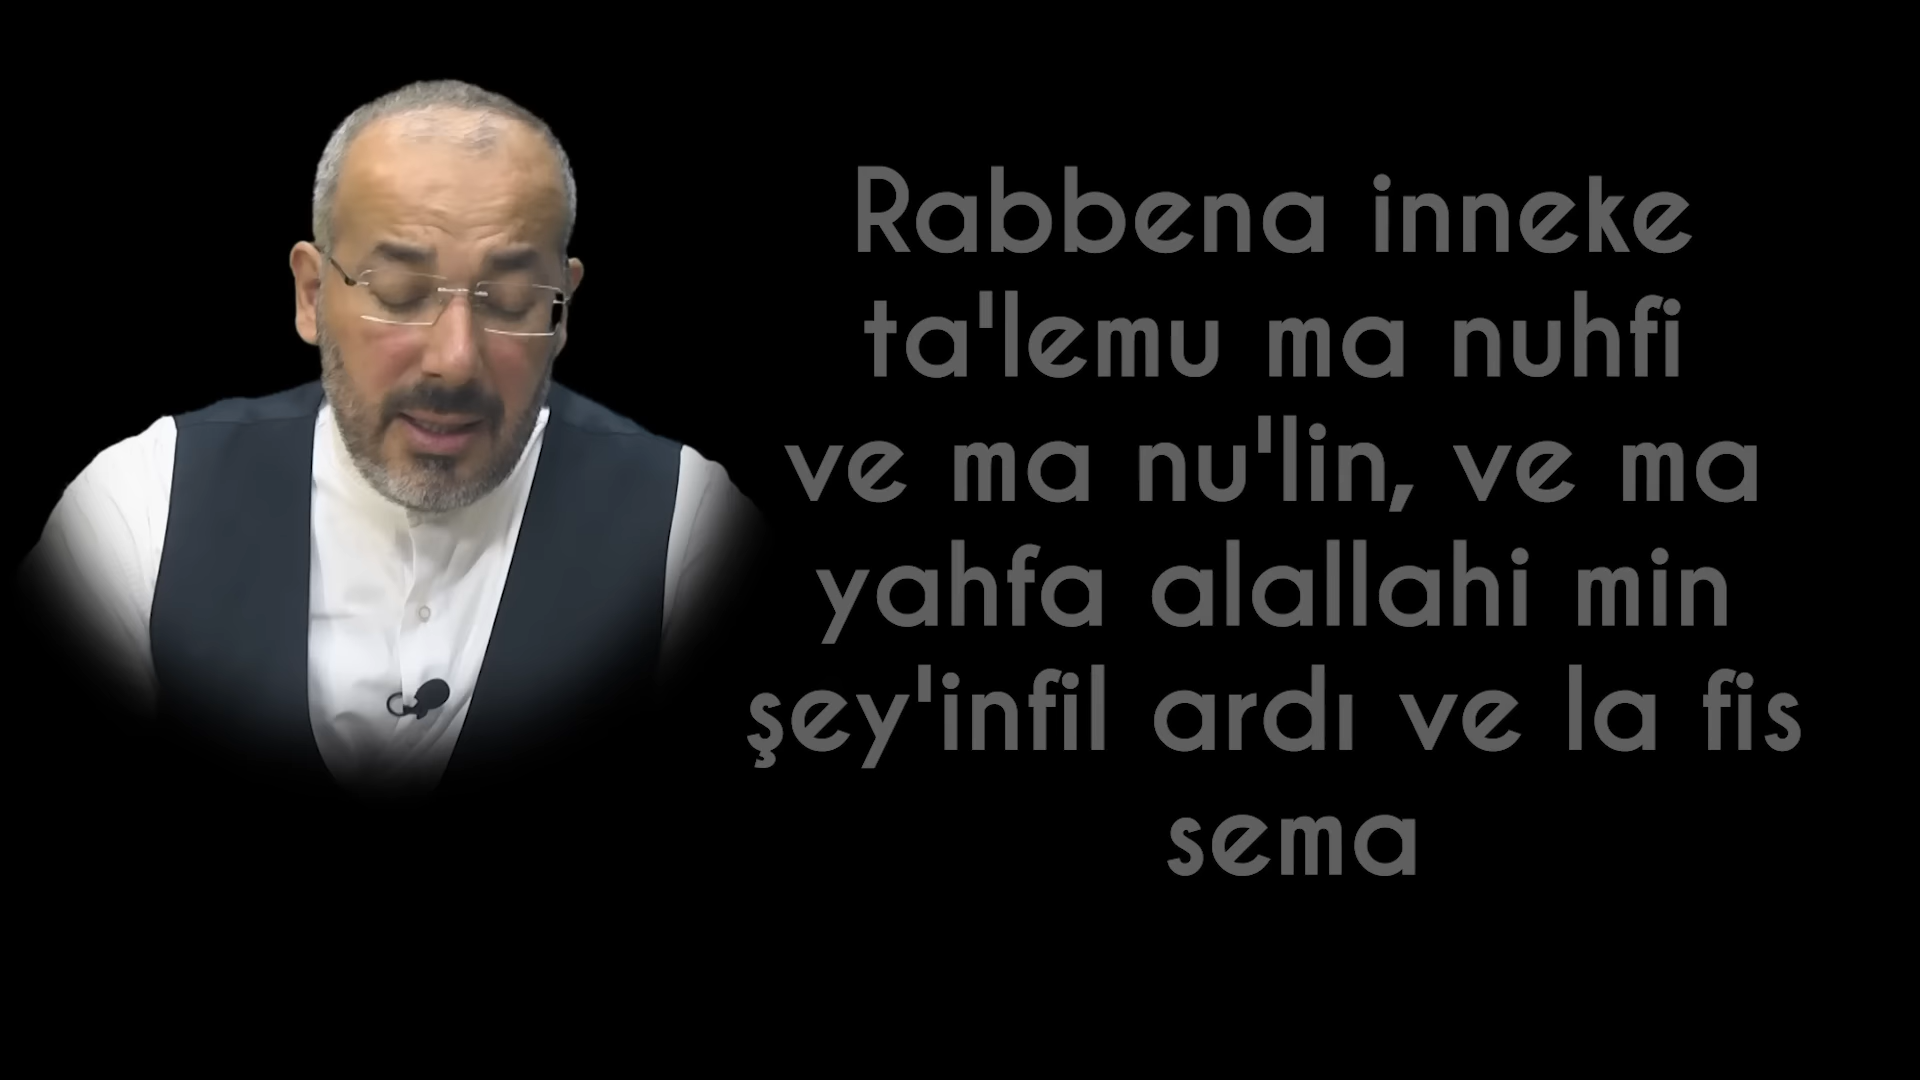 Rabbena inneke
ta'lemu ma nuhfi
ve ma nu'lin, ve ma
yahfa alallahi min
şey'infil ardı ve la fis
sema